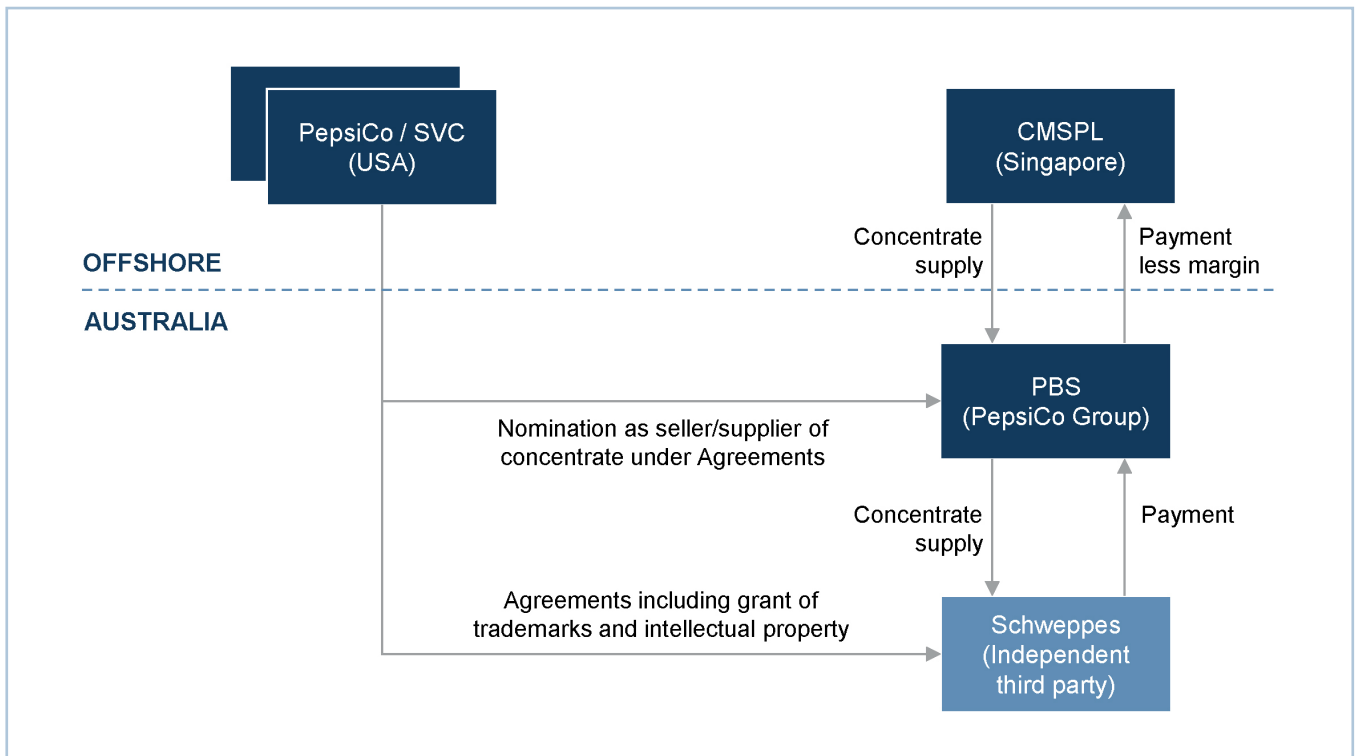 PepsiCo / SVC
(USA)
CMSPL
(Singapore)
Concentrate
supply
Payment
less margin
OFFSHORE
AUSTRALIA
PBS
(PepsiCo Group)
Nomination as seller/supplier of
concentrate under Agreements
Concentrate
supply
Payment
Agreements including grant of
trademarks and intellectual property
Schweppes
(Independent
third party)